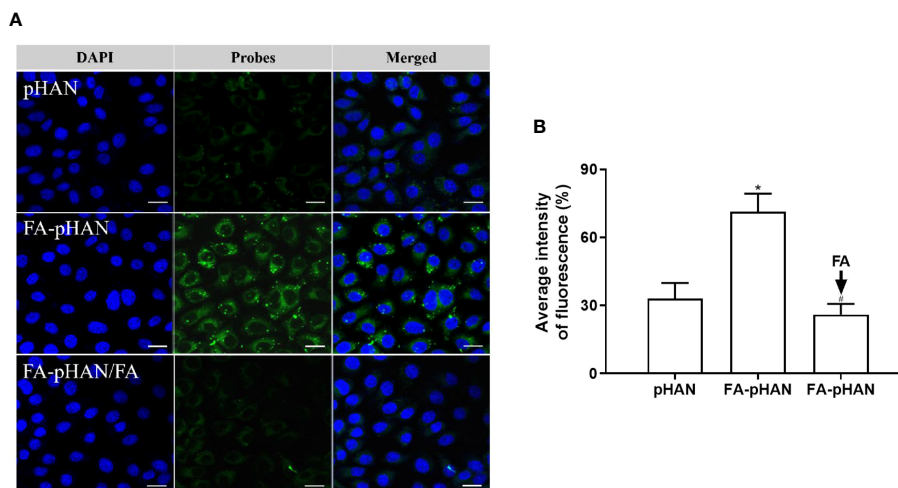 A
DAPI Probes Merged
pHAN
FA-pHAN
FA-pHAN/FA
B
Average intensity
of fluorescence (%)
90
60
30
0
*
FA
#
pHAN FA-pHAN FA-pHAN